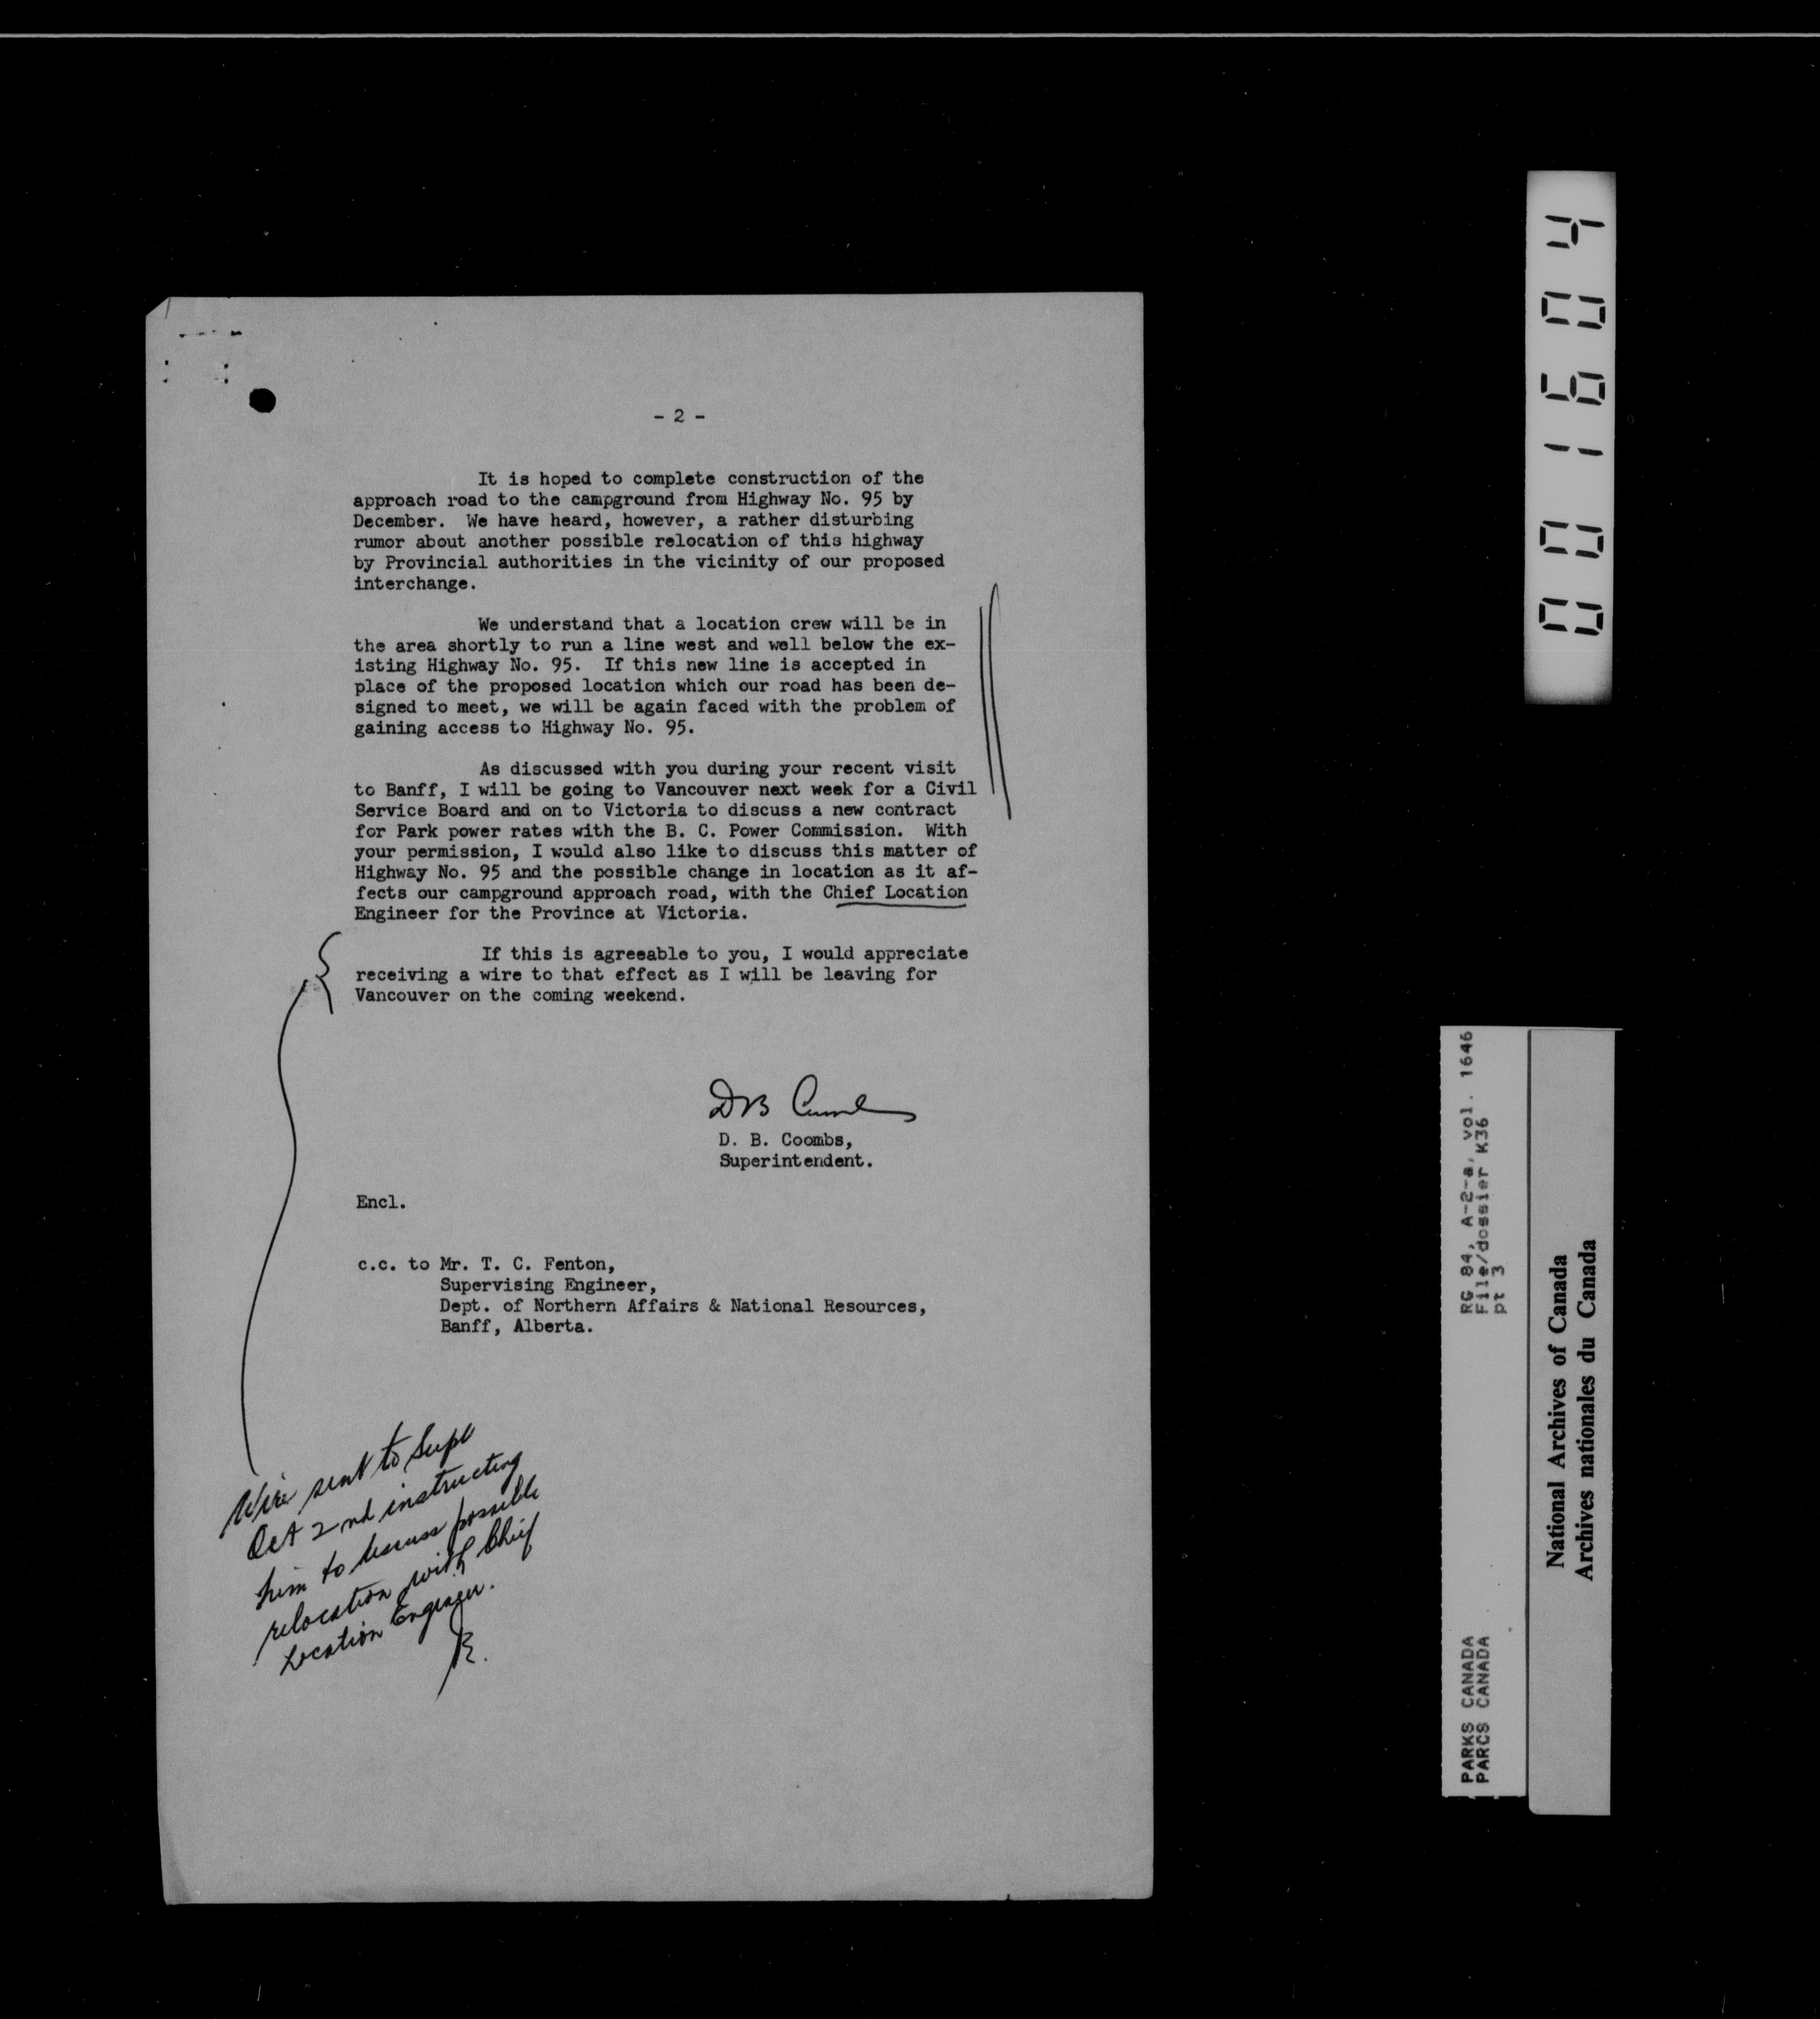 - 2 -
It is hoped to complete construction of the
approach road to the campground from Highway No. 95 by
December. We have heard, however, a rather disturbing
rumor about another possible relocation of this highway
by Provincial authorities in the vicinity of our proposed
interchange.
We understand that a location crew will be in
the area shortly to run a line west and well below the ex-
isting Highway No. 95. If this new line is accepted in
place of the proposed location which our road has been de-
signed to meet, we will be again faced with the problem of
gaining access to Highway No. 95.
As discussed with you during your recent visit
to Banff, I will be going to Vancouver next week for a Civil
Service Board and on to Victoria to discuss a new contract
for Park power rates with the B. C. Power Commission. With
your permission, I would also like to discuss this matter of
Highway No. 95 and the possible change in location as it af-
fects our campground approach road, with the Chief Location
Engineer for the Province at Victoria.
If this is agreeable to you, I would appreciate
receiving a wire to that effect as I will be leaving for
Vancouver on the coming weekend.
D B Coombs
D. B. Coombs,
Superintendent.
Encl.
c.c. to Mr. T. C. Fenton,
Supervising Engineer,
Dept. of Northern Affairs & National Resources,
Banff, Alberta.
Wire sent to Supt
Oct 2nd instructing
him to discuss possible
relocation with Chief
Location Engineer.
001604
RG 84, A-2-a, vol. 1646
File/dossier K36
pt 3
PARKS CANADA
PARCS CANADA
National Archives of Canada
Archives nationales du Canada